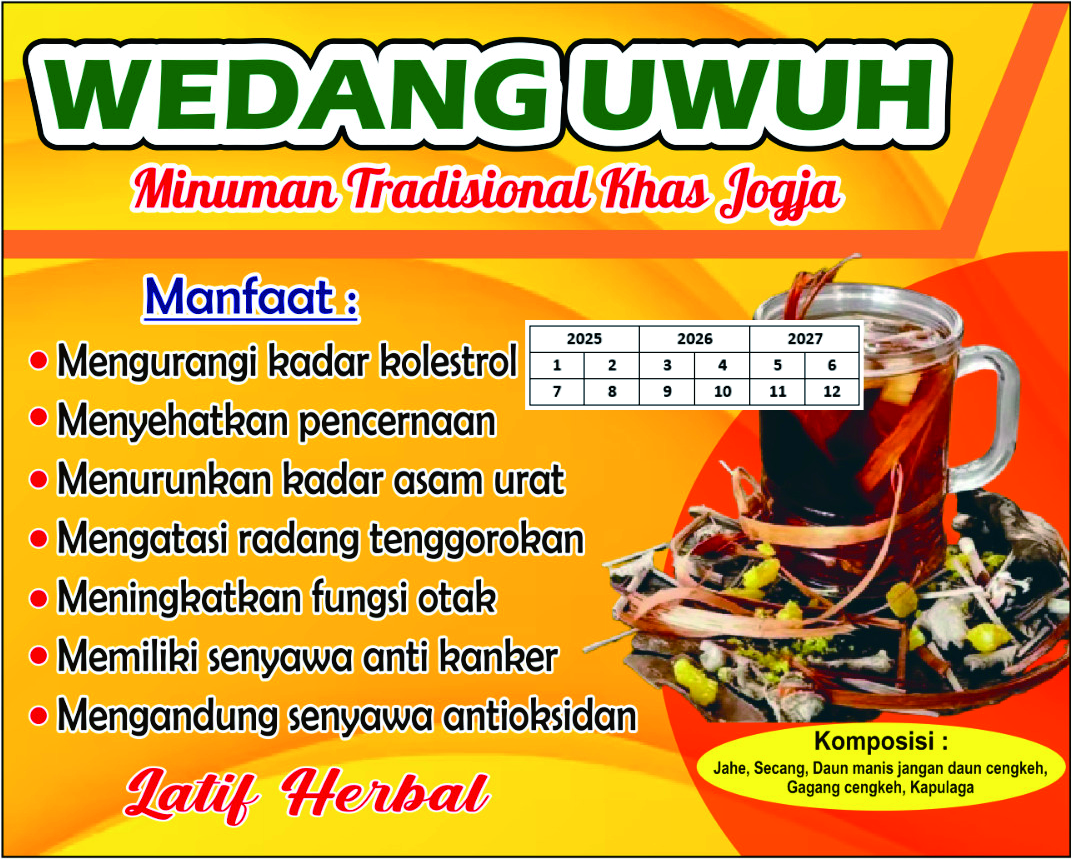 WEDANG UWUH
Minuman Tradisional Khas Jogja
Manfaat :
• Mengurangi kadar kolestrol
• Menyehatkan pencernaan
• Menurunkan kadar asam urat
• Mengatasi radang tenggorokan
• Meningkatkan fungsi otak
• Memiliki senyawa anti kanker
• Mengandung senyawa antioksidan
Latif Herbal
2025 2026 2027
1 2 3 4 5 6
7 8 9 10 11 12
Komposisi :
Jahe, Secang, Daun manis jangan daun cengkeh,
Gagang cengkeh, Kapulaga